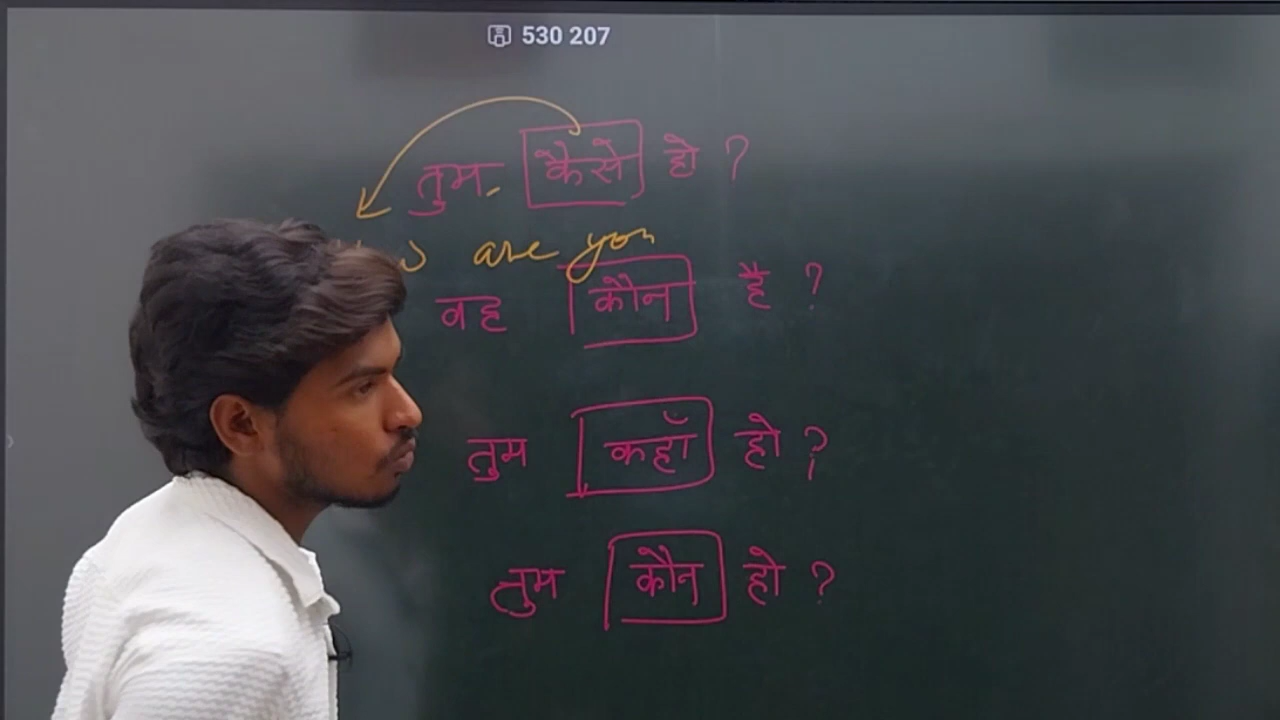 530 207
तुम कैसे हो ?
are you
वह कौन है ?
तुम कहाँ हो ?
तुम कौन हो ?